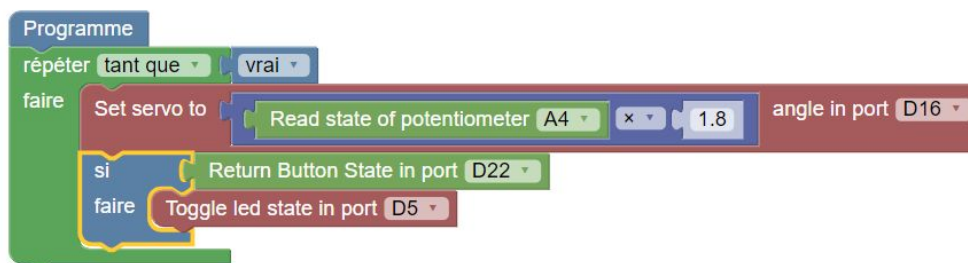 Programme
répéter tant que vrai
faire Set servo to Read state of potentiometer A4 × 1.8 angle in port D16
si Return Button State in port D22
faire Toggle led state in port D5